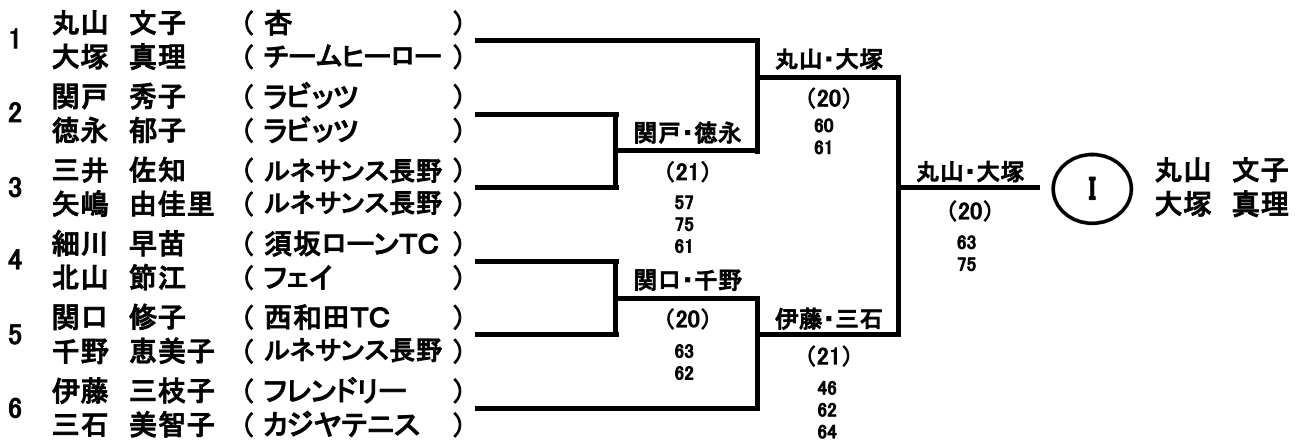 1 丸山 文子 ( 杏 )
大塚 真理 ( チームヒーロー )
2 関戸 秀子 ( ラビッツ )
徳永 郁子 ( ラビッツ )
3 三井 佐知 ( ルネサンス長野 )
矢嶋 由佳里 ( ルネサンス長野 )
4 細川 早苗 ( 須坂ローンTC )
北山 節江 ( フェイ )
5 関口 修子 ( 西和田TC )
千野 恵美子 ( ルネサンス長野 )
6 伊藤 三枝子 ( フレンドリー )
三石 美智子 ( カジヤテニス )
関戸・徳永
(21)
57
75
61
関口・千野
(20)
63
62
丸山・大塚
(20)
60
61
伊藤・三石
(21)
46
62
64
丸山・大塚
(20)
63
75
I
丸山 文子
大塚 真理